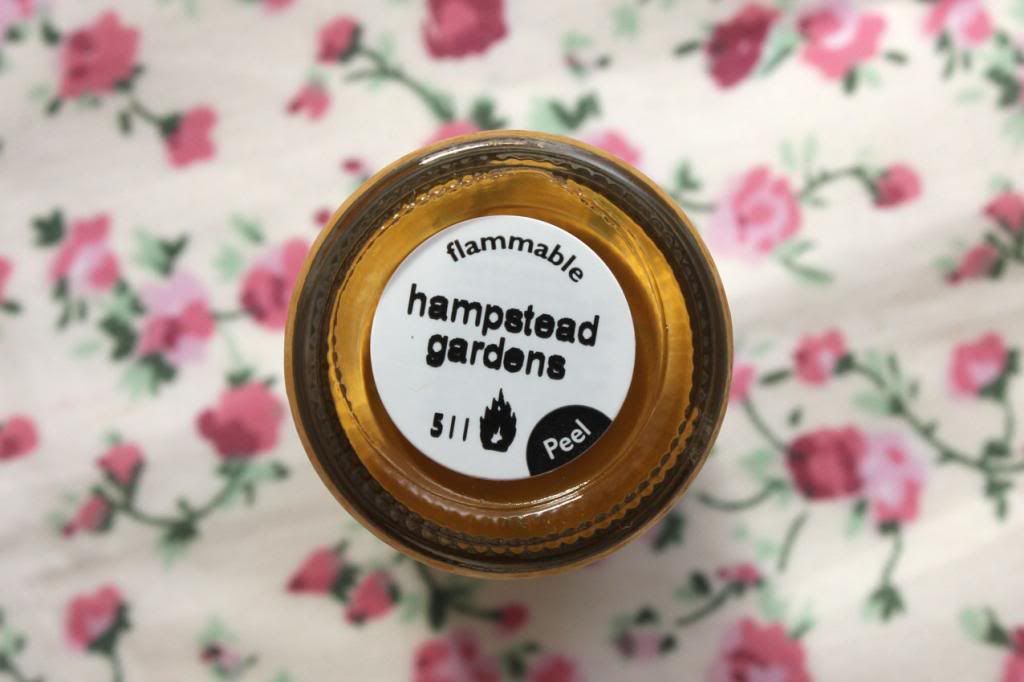 flammable
hampstead
gardens
511
Peel